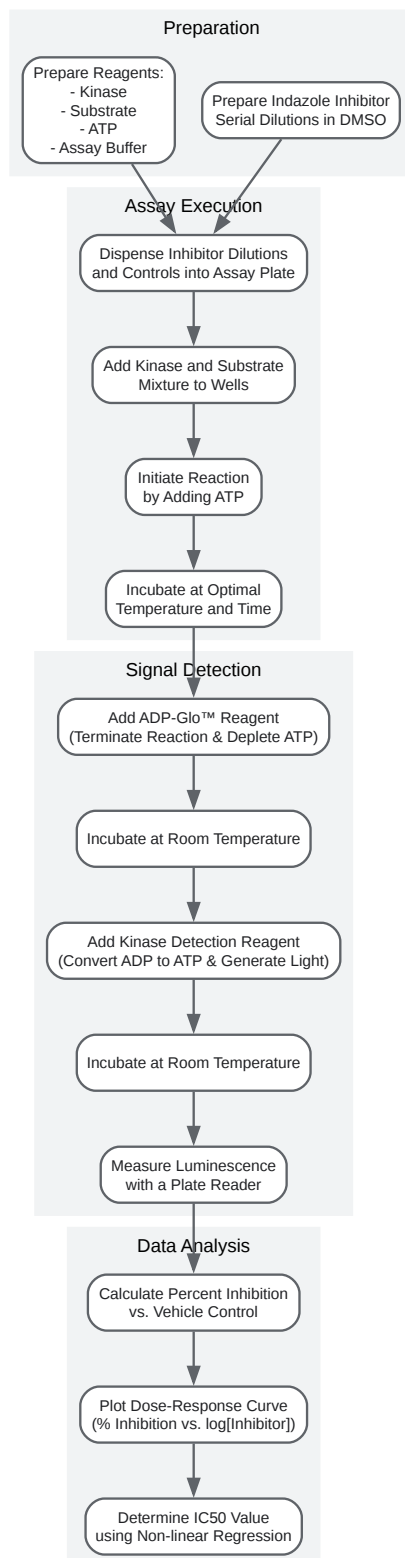 Preparation
Prepare Reagents:
- Kinase
- Substrate
- ATP
- Assay Buffer
Prepare Indazole Inhibitor
Serial Dilutions in DMSO
Assay Execution
Dispense Inhibitor Dilutions
and Controls into Assay Plate
Add Kinase and Substrate
Mixture to Wells
Initiate Reaction
by Adding ATP
Incubate at Optimal
Temperature and Time
Signal Detection
Add ADP-Glo™ Reagent
(Terminate Reaction & Deplete ATP)
Incubate at Room Temperature
Add Kinase Detection Reagent
(Convert ADP to ATP & Generate Light)
Incubate at Room Temperature
Measure Luminescence
with a Plate Reader
Data Analysis
Calculate Percent Inhibition
vs. Vehicle Control
Plot Dose-Response Curve
(% Inhibition vs. log[Inhibitor])
Determine IC50 Value
using Non-linear Regression